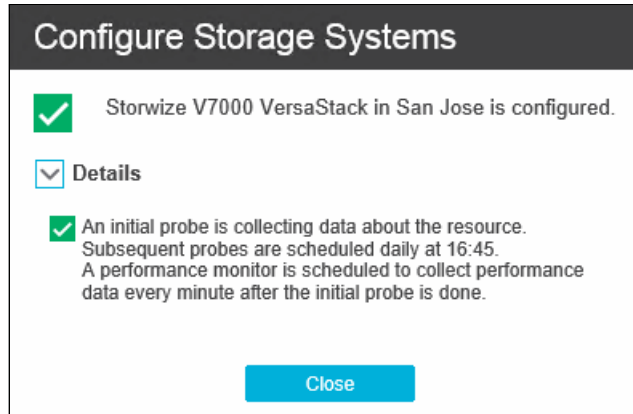 Configure Storage Systems
Storwize V7000 VersaStack in San Jose is configured.
Details
An initial probe is collecting data about the resource.
Subsequent probes are scheduled daily at 16:45.
A performance monitor is scheduled to collect performance
data every minute after the initial probe is done.
Close